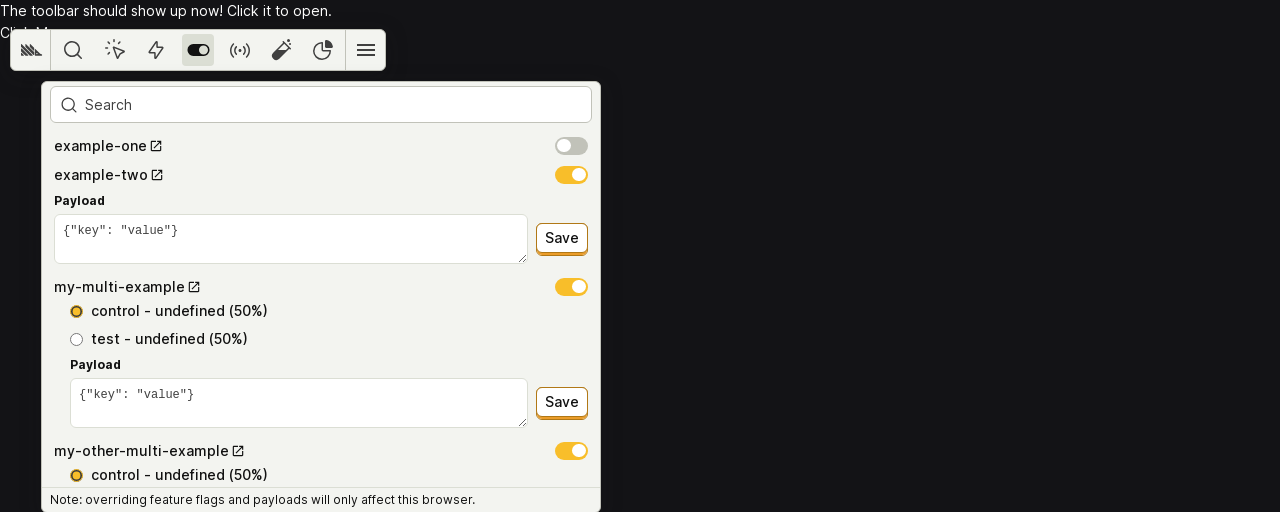 The toolbar should show up now! Click it to open.
Search
example-one
example-two
Payload
{"key": "value"}
Save
my-multi-example
control - undefined (50%)
test - undefined (50%)
Payload
{"key": "value"}
Save
my-other-multi-example
control - undefined (50%)
Note: overriding feature flags and payloads will only affect this browser.